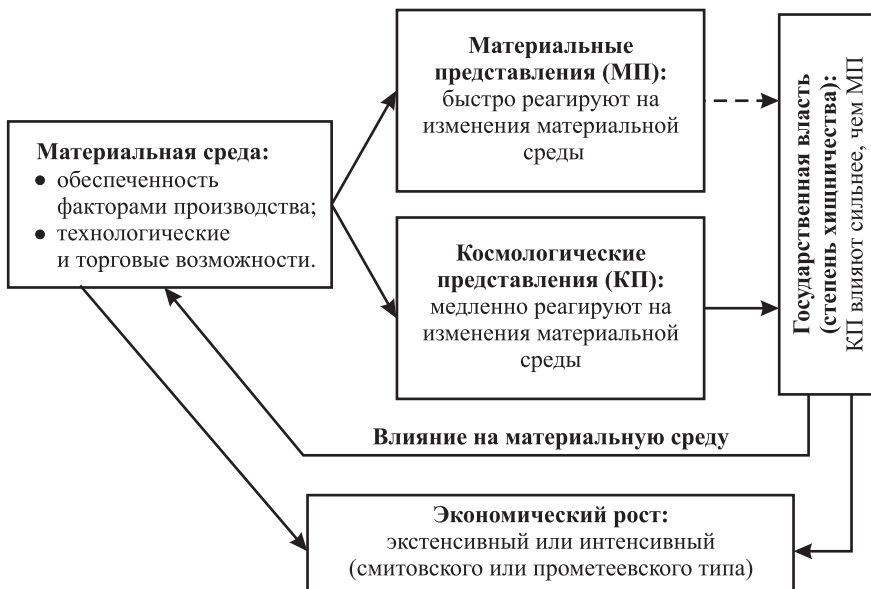 Материальные
представления (МП):
быстро реагируют на
изменения материальной
среды
Материальная среда:
● обеспеченность
факторами производства;
● технологические
и торговые возможности.
Космологические
представления (КП):
медленно реагируют на
изменения материальной
среды
Государственная власть
(степень хищничества):
КП влияют сильнее, чем МП
Влияние на материальную среду
Экономический рост:
экстенсивный или интенсивный
(смитовского или прометеевского типа)